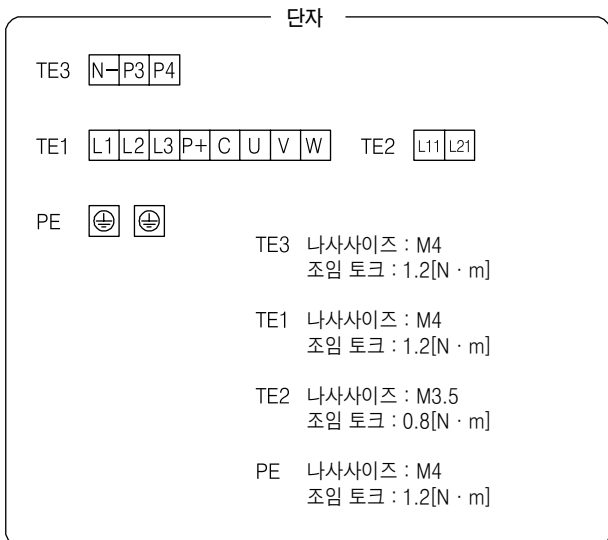 단자
TE3 N- P3 P4
TE1 L1 L2 L3 P+ C U V W TE2 L11 L21
PE
TE3 나사사이즈 : M4
조임 토크 : 1.2[N · m]
TE1 나사사이즈 : M4
조임 토크 : 1.2[N · m]
TE2 나사사이즈 : M3.5
조임 토크 : 0.8[N · m]
PE 나사사이즈 : M4
조임 토크 : 1.2[N · m]